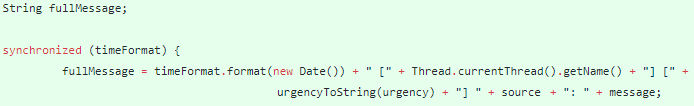 String fullMessage;
synchronized (timeFormat) {
fullMessage = timeFormat.format(new Date()) + " [" + Thread.currentThread().getName() + "] [" +
urgencyToString(urgency) + "] " + source + ": " + message;